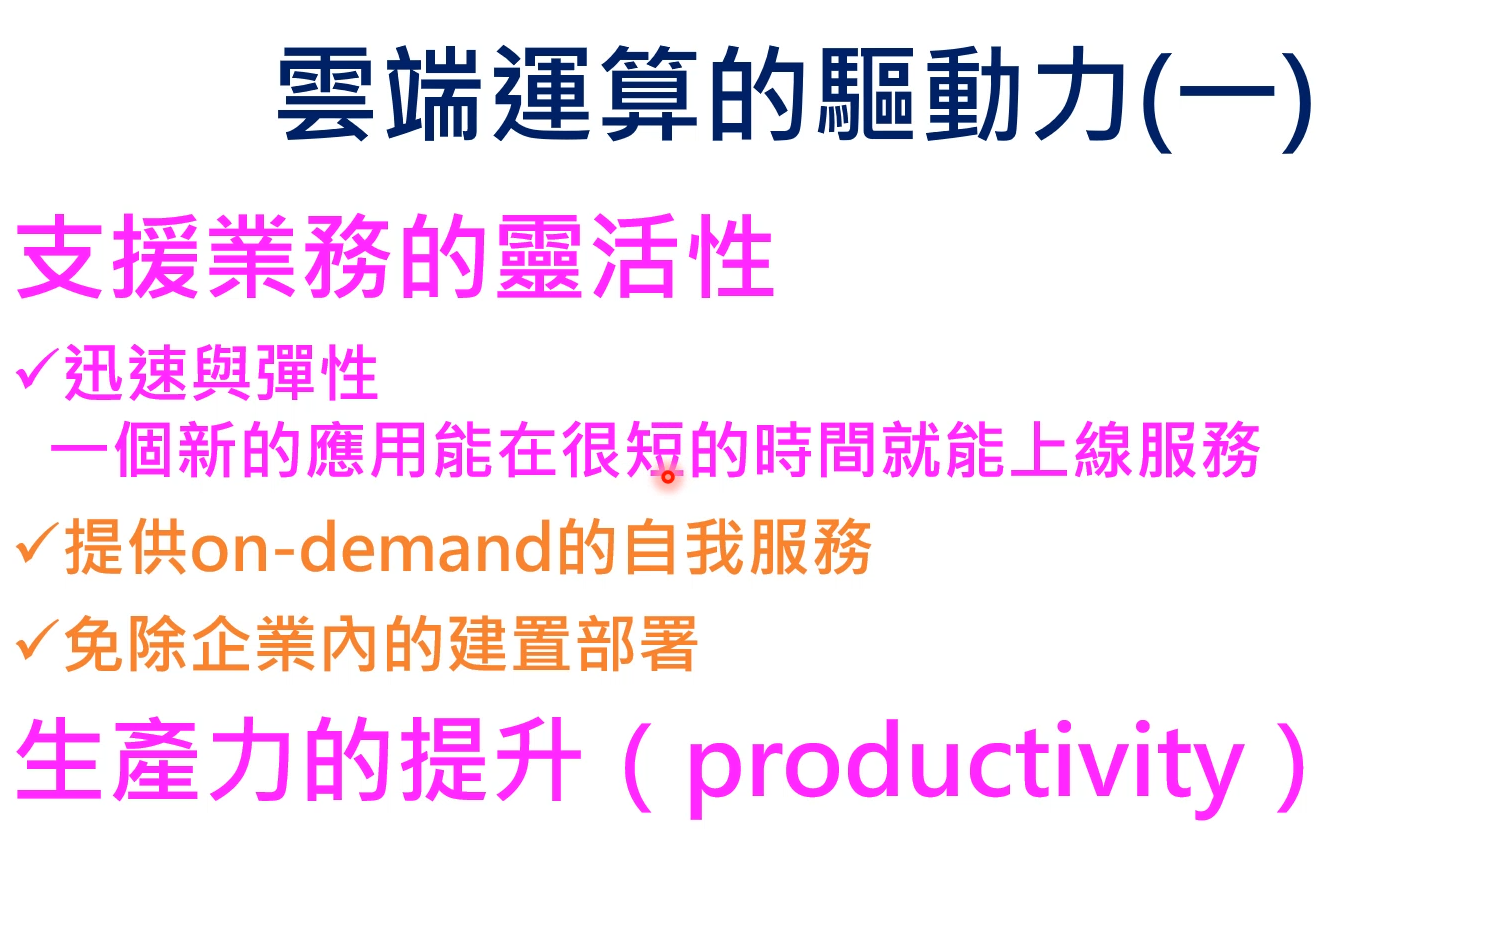 雲端運算的驅動力(一)
支援業務的靈活性
✓迅速與彈性
一個新的應用能在很短的時間就能上線服務
✓提供on-demand的自我服務
✓免除企業內的建置部署
生產力的提升（productivity）